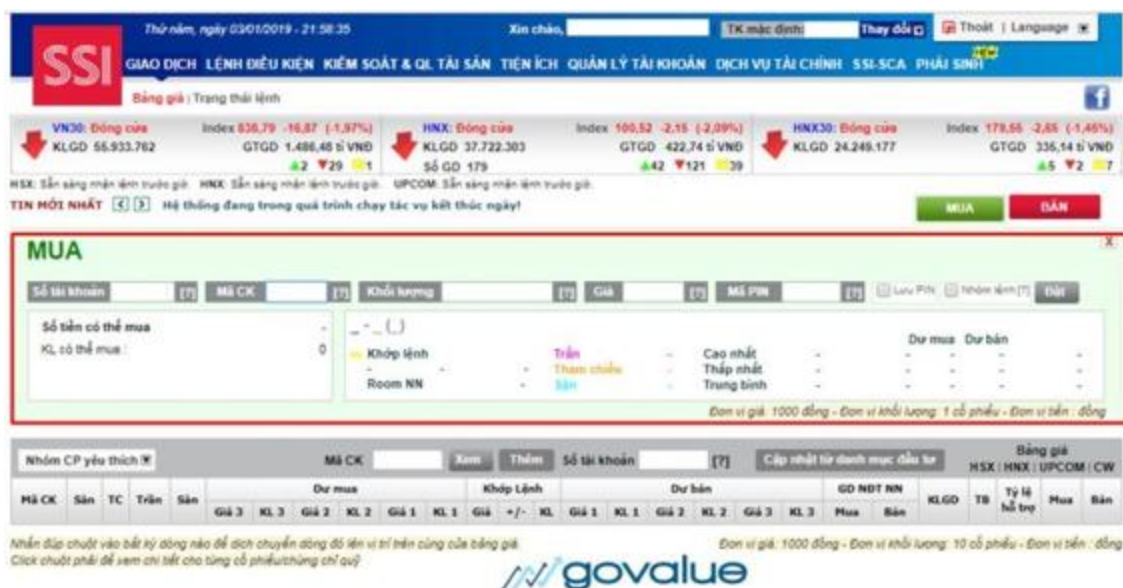 SSI
Thứ năm, ngày 03/01/2019 - 21:58:35 Xin chào, TK mặc định: Thay đổi Thoát | Language
GIAO DỊCH LỆNH ĐIỀU KIỆN KIỂM SOÁT & QL TÀI SẢN TIỆN ÍCH QUẢN LÝ TÀI KHOẢN DỊCH VỤ TÀI CHÍNH SSI-SCA PHÁI SINH NEW
Bảng giá | Trạng thái lệnh
VN30: Đóng cửa Index 838,79 -16,87 (-1,97%) HNX: Đóng cửa Index 100,52 -2,15 (-2,09%) HNX30: Đóng cửa Index 178,55 -2,65 (-1,46%)
KLGD 55.933.762 GTGD 1.486,48 tỉ VNĐ KLGD 37.722.303 GTGD 422,74 tỉ VNĐ KLGD 24.249.177 GTGD 335,14 tỉ VNĐ
▲2 ▼29 1 Số GD 179 ▲42 ▼121 39 ▲5 ▼2 7
HSX: Sẵn sàng nhận lệnh trước giờ. HNX: Sẵn sàng nhận lệnh trước giờ. UPCOM: Sẵn sàng nhận lệnh trước giờ.
TIN MỚI NHẤT < > Hệ thống đang trong quá trình chạy tác vụ kết thúc ngày! MUA BÁN
MUA X
Số tài khoản [?] Mã CK [?] Khối lượng [?] Giá [?] Mã PIN [?] Lưu PIN Nhóm lệnh [?] Đặt
Số tiền có thể mua - _ - _ (_) Dư mua Dư bán
KL có thể mua : 0 Khớp lệnh Trần - Cao nhất - - - -
- - Tham chiếu - Thấp nhất - - - -
Room NN - Sàn - Trung bình - - - -
Đơn vị giá: 1000 đồng - Đơn vị khối lượng: 1 cổ phiếu - Đơn vị tiền : đồng
Nhóm CP yêu thích Mã CK Xem Thêm Số tài khoản [?] Cập nhật từ danh mục đầu tư Bảng giá
HSX | HNX | UPCOM | CW
Mã CK Sàn TC Trần Sàn Dư mua Khớp Lệnh Dư bán GD NĐT NN KLGD TB Tỷ lệ hỗ trợ Mua Bán
Giá 3 KL 3 Giá 2 KL 2 Giá 1 KL 1 Giá +/- KL Giá 1 KL 1 Giá 2 KL 2 Giá 3 KL 3 Mua Bán
Nhấn đúp chuột vào bất kỳ dòng nào để dịch chuyển dòng đó lên vị trí trên cùng của bảng giá. Đơn vị giá: 1000 đồng - Đơn vị khối lượng: 10 cổ phiếu - Đơn vị tiền : đồng
Click chuột phải để xem chi tiết cho từng cổ phiếu/chứng chỉ quỹ
govalue